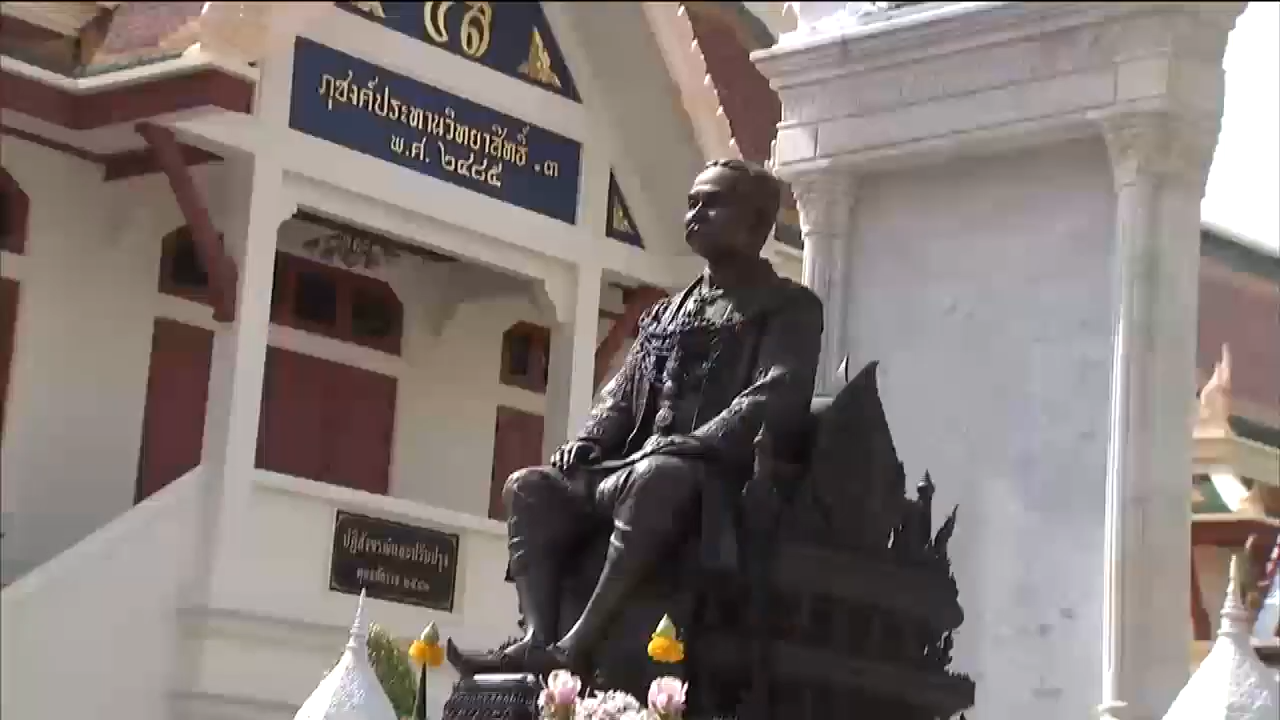 ภุชงค์ประทานวิทยาสิทธิ์ - ๓
พ.ศ. ๒๔๘๕
ปฏิสังขรณ์และปรับปรุง